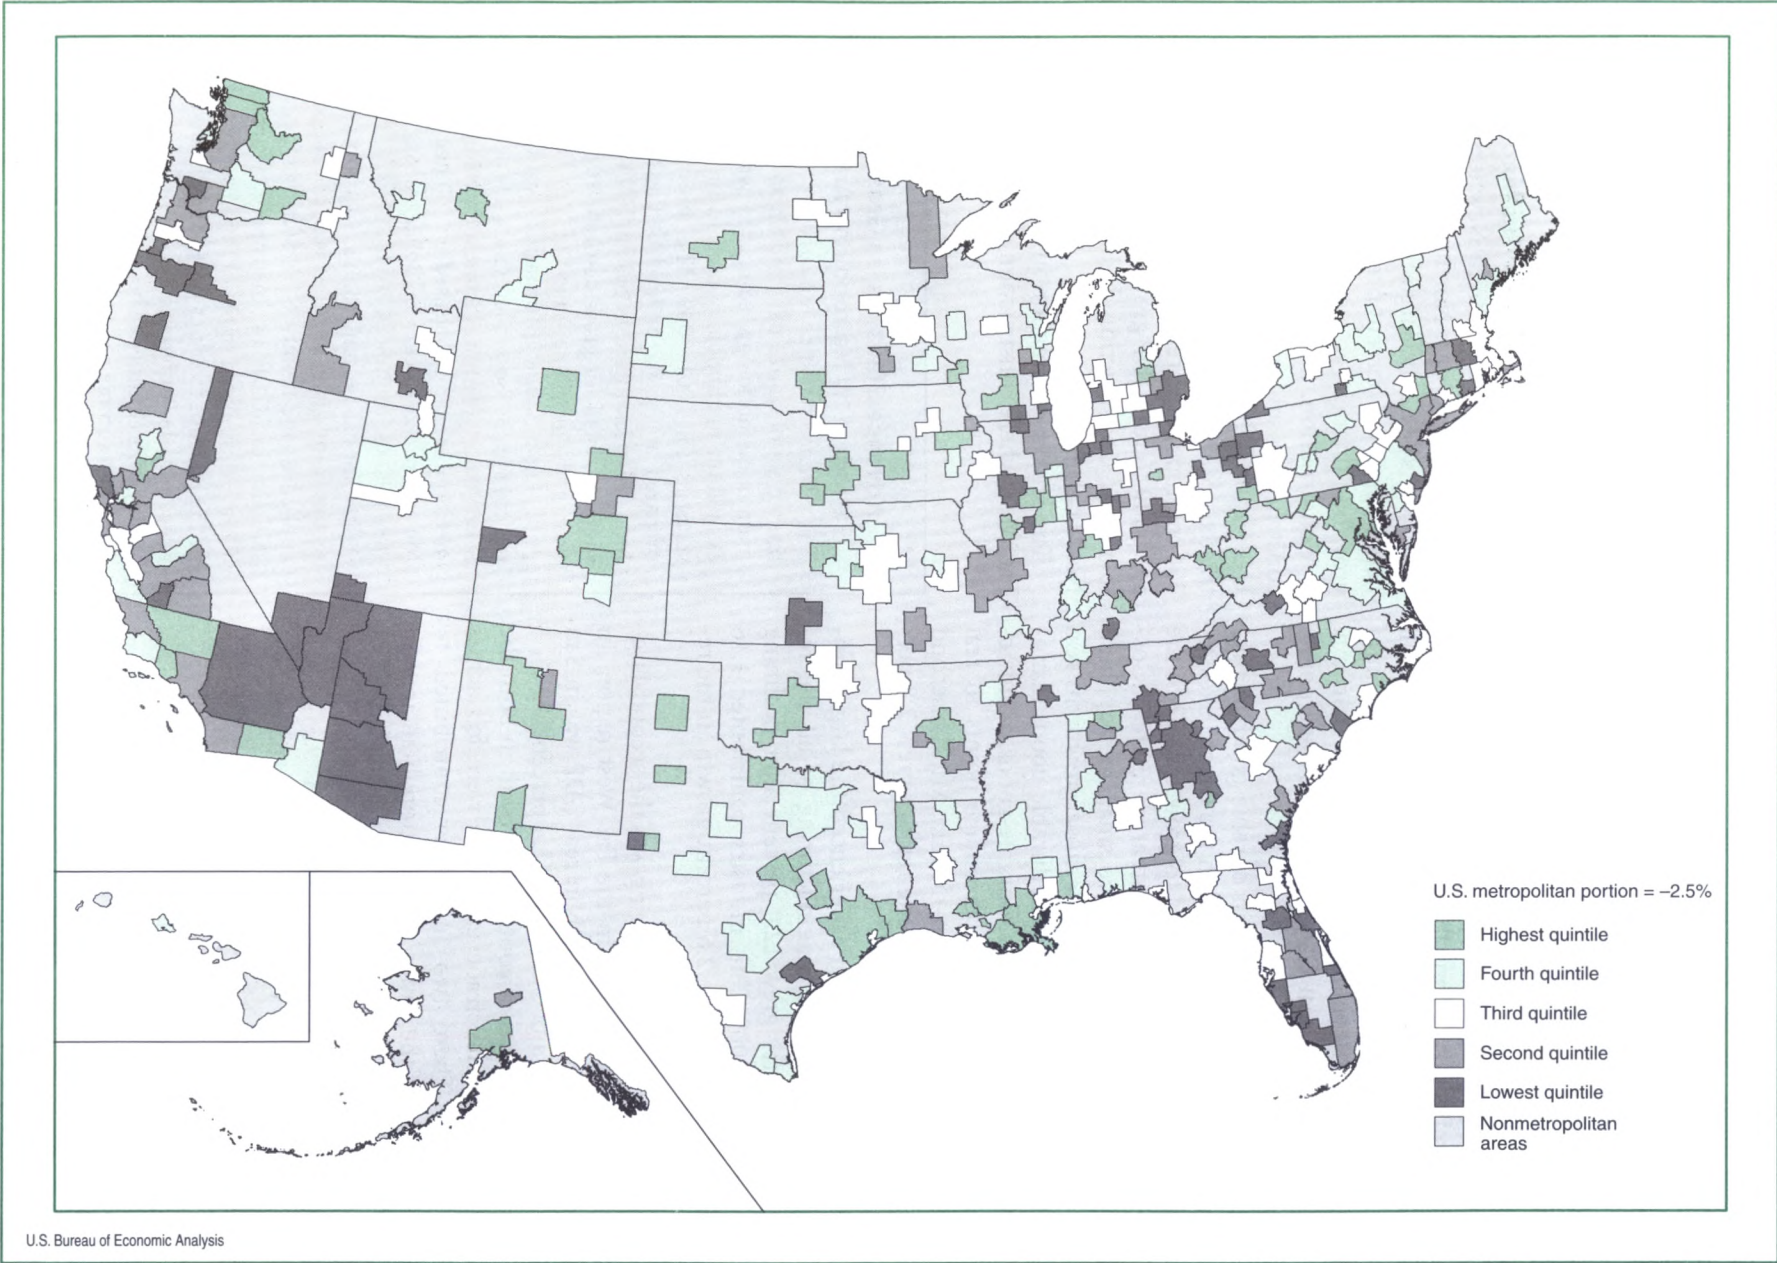 U.S. metropolitan portion = –2.5%
Highest quintile
Fourth quintile
Third quintile
Second quintile
Lowest quintile
Nonmetropolitan
areas
U.S. Bureau of Economic Analysis